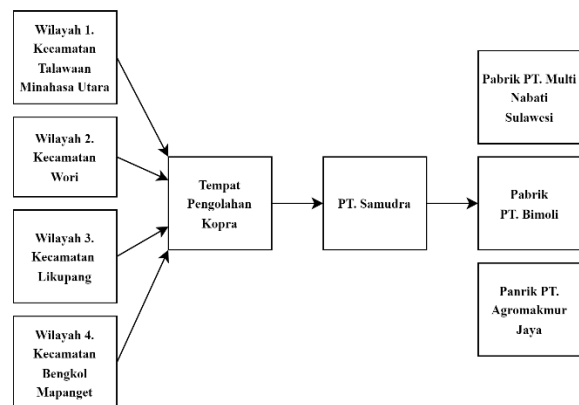 Wilayah 1.
Kecamatan
Talawaan
Minahasa Utara
Wilayah 2.
Kecamatan
Wori
Wilayah 3.
Kecamatan
Likupang
Wilayah 4.
Kecamatan
Bengkol
Mapanget
Tempat
Pengolahan
Kopra
PT. Samudra
Pabrik PT. Multi
Nabati
Sulawesi
Pabrik
PT. Bimoli
Panrik PT.
Agromakmur
Jaya